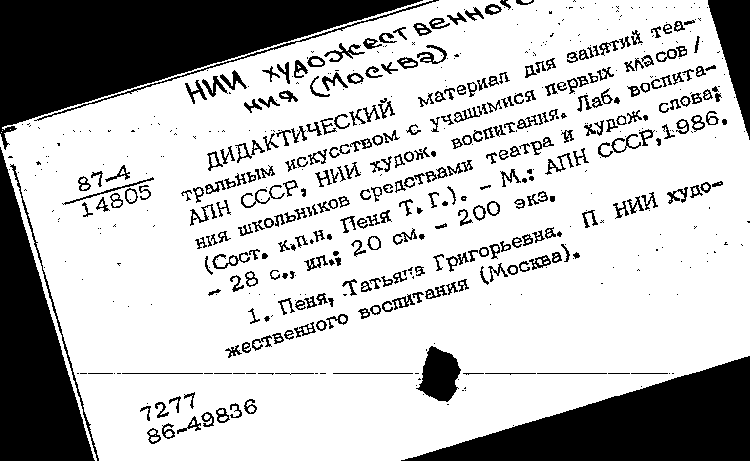 НИИ художественного
ния (Москва).
87-4
14805
ДИДАКТИЧЕСКИЙ материал для занятий теа-
тральным искусством с учащимися первых класов /
АПН СССР, НИИ худож. воспитания. Лаб. воспита-
ния школьников средствами театра и худож. слова;
(Сост. к.п.н. Пеня Т. Г.). - М.: АПН СССР, 1986.
- 28 с., ил.; 20 см. - 200 экз.
1. Пеня, Татьяна Григорьевна. П. НИИ худо-
жественного воспитания (Москва).
7277
86-49836